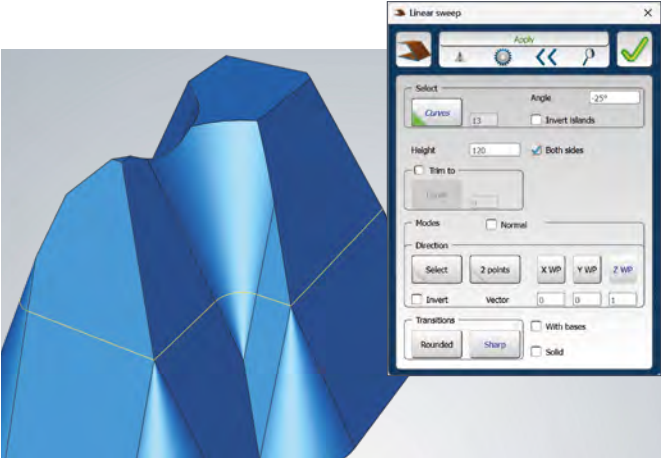 Linear sweep
Apply
Select
Curves
13
Angle
-25°
Invert islands
Height
120
Both sides
Trim to
Modes
Normal
Direction
Select
2 points
X WP
Y WP
Z WP
Invert
Vector
0
0
1
Transitions
Rounded
Sharp
With bases
Solid